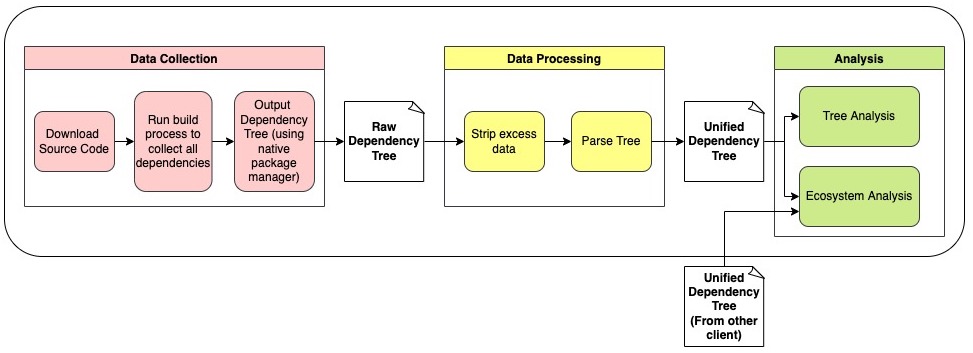 Data Collection
Download
Source Code
Run build
process to
collect all
dependencies
Output
Dependency
Tree (using
native
package
manager)
Raw
Dependency
Tree
Data Processing
Strip excess
data
Parse Tree
Unified
Dependency
Tree
Analysis
Tree Analysis
Ecosystem Analysis
Unified
Dependency
Tree
(From other
client)